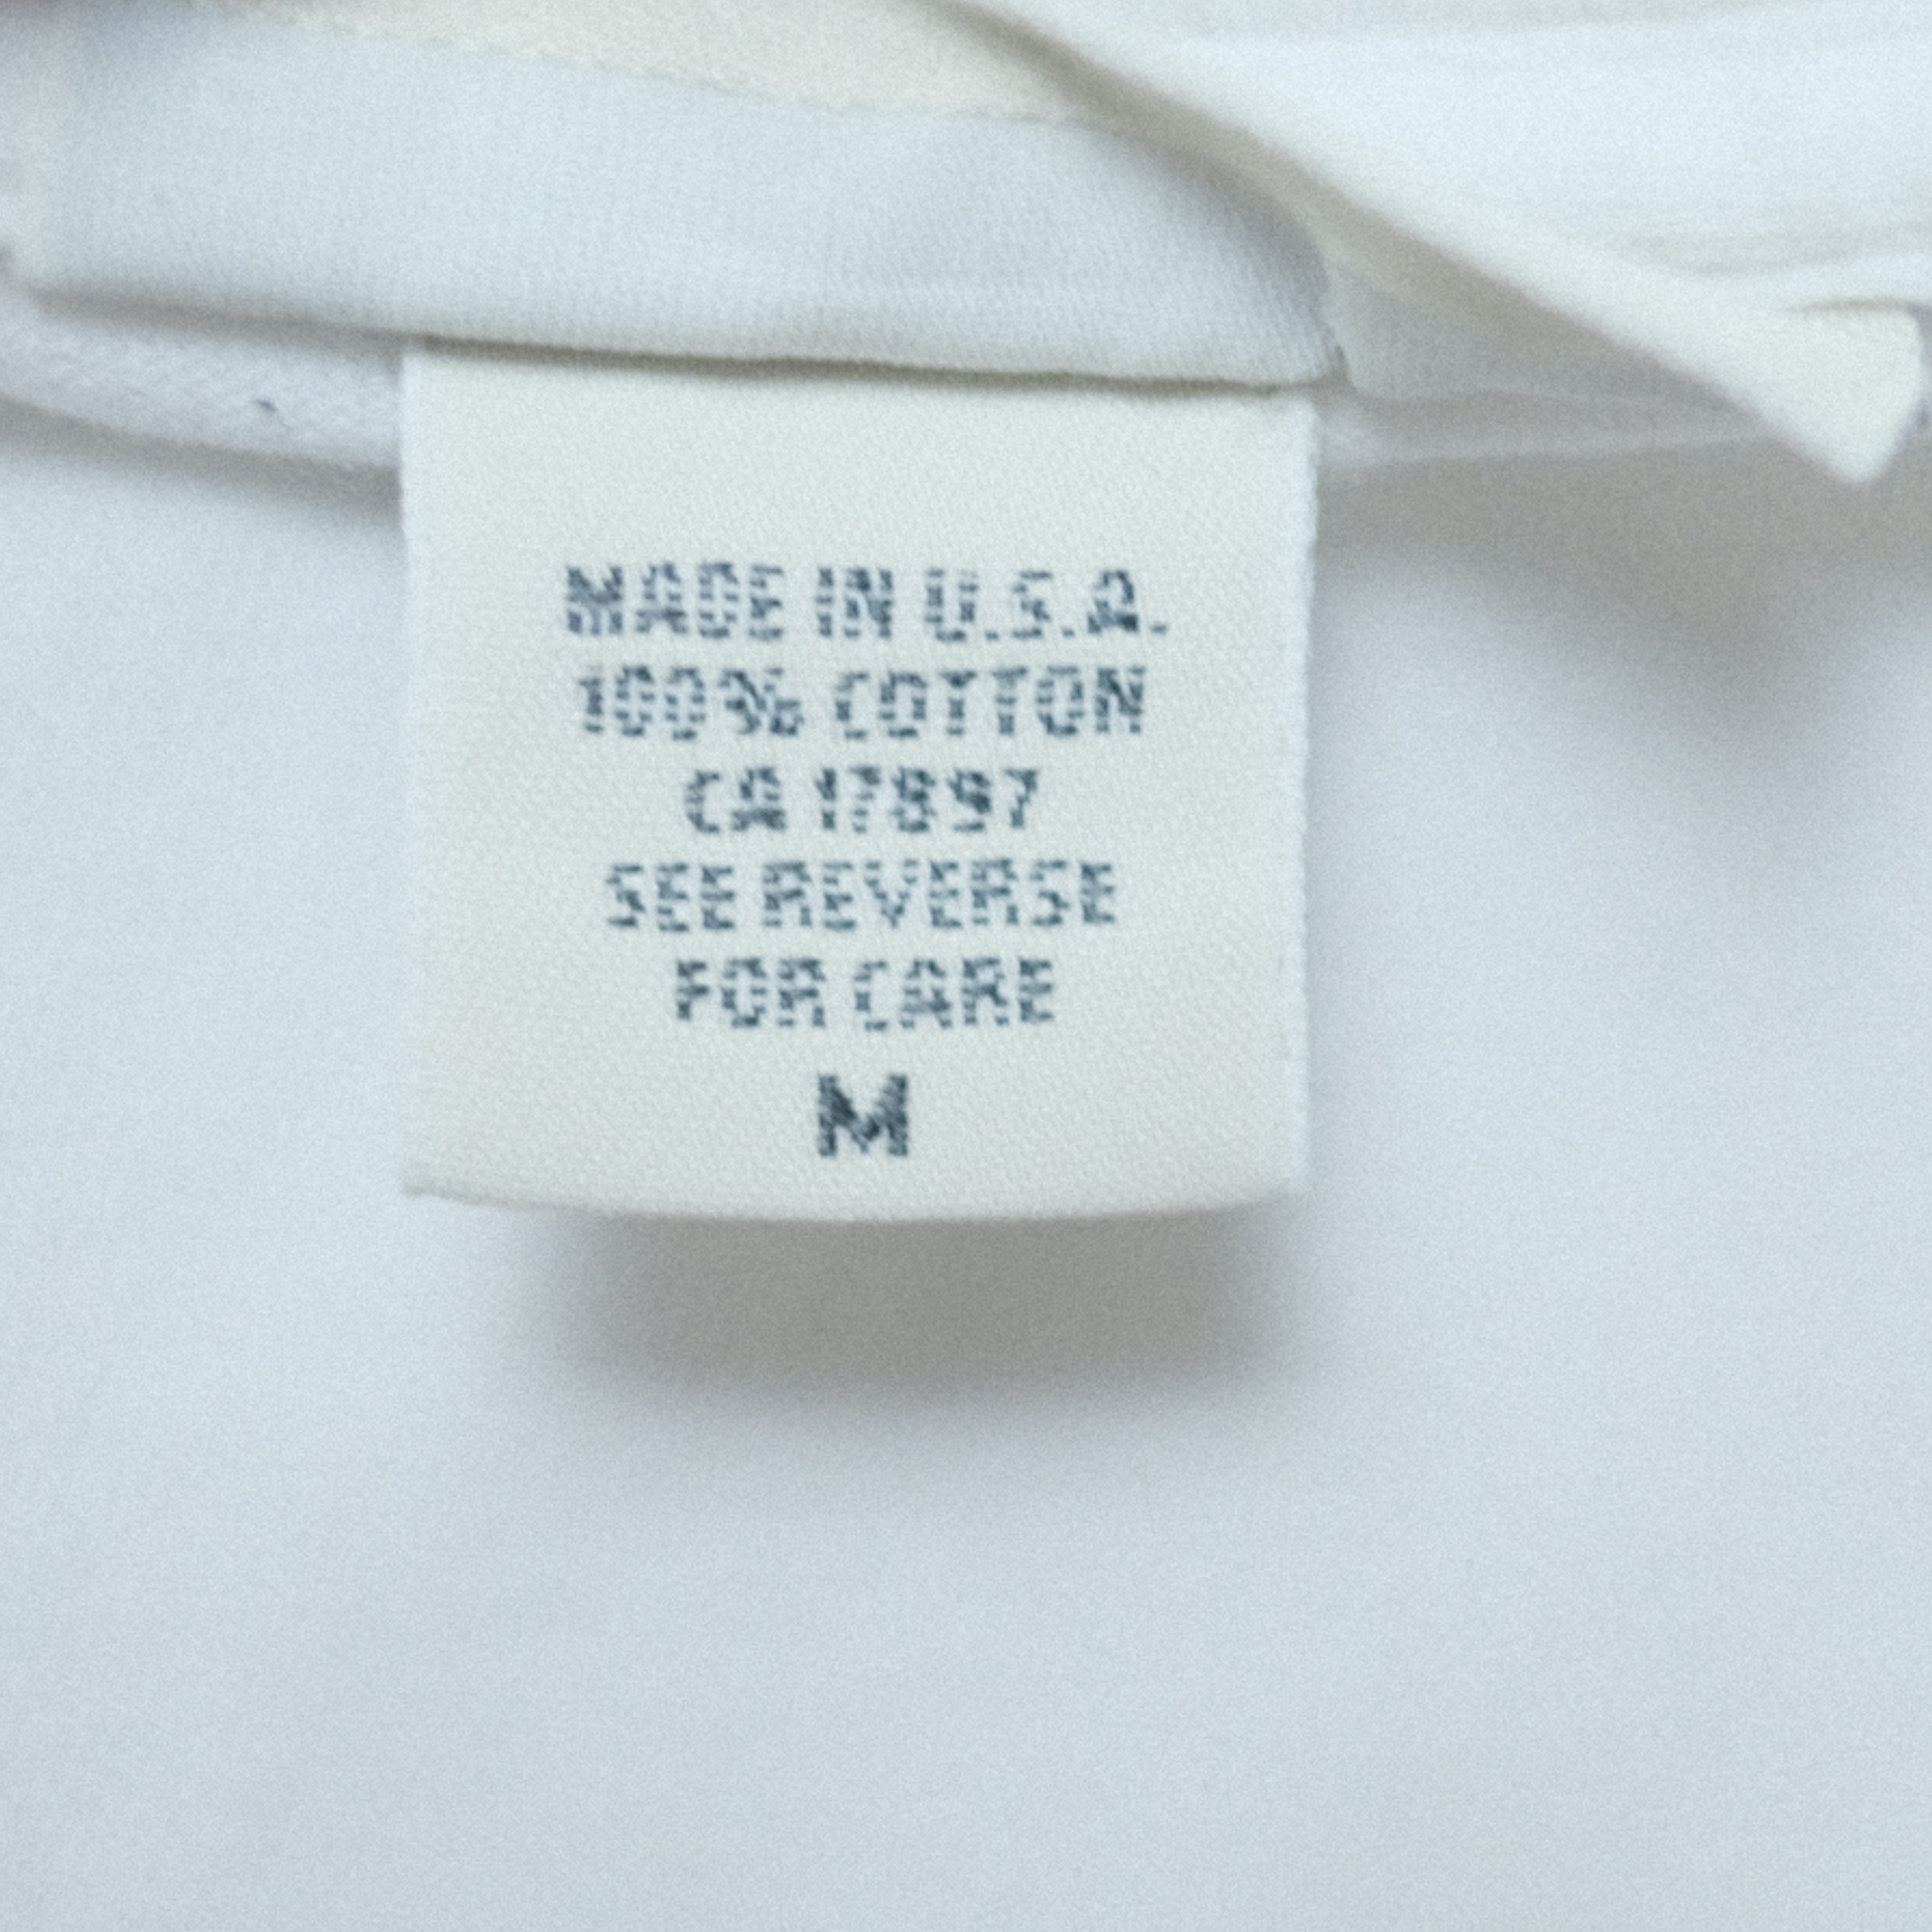 MADE IN U.S.A.
100% COTTON
CA 17897
SEE REVERSE
FOR CARE
M